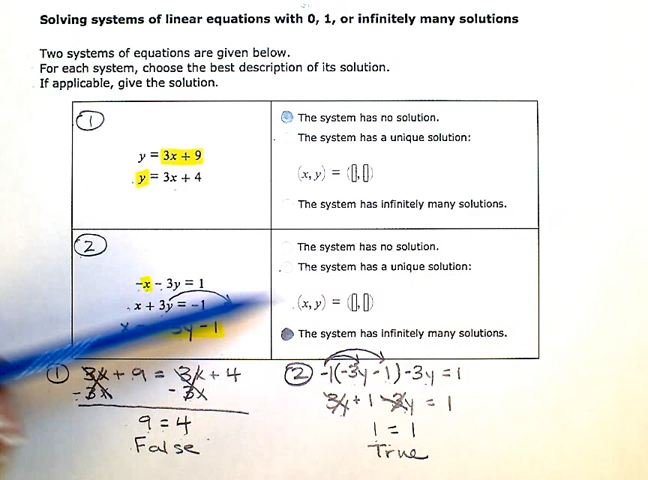 Solving systems of linear equations with 0, 1, or infinitely many solutions
Two systems of equations are given below.
For each system, choose the best description of its solution.
If applicable, give the solution.
1
y = 3x + 9
y = 3x + 4
The system has no solution.
The system has a unique solution:
(x, y) = (▯, ▯)
The system has infinitely many solutions.
2
-x - 3y = 1
x + 3y = -1
x
3y - 1
The system has no solution.
The system has a unique solution:
(x, y) = (▯, ▯)
The system has infinitely many solutions.
1 3x + 9 = 3x + 4
-3x -3x
9 = 4
False
2 -1(-3y-1) -3y = 1
3y + 1 - 3y = 1
1 = 1
True